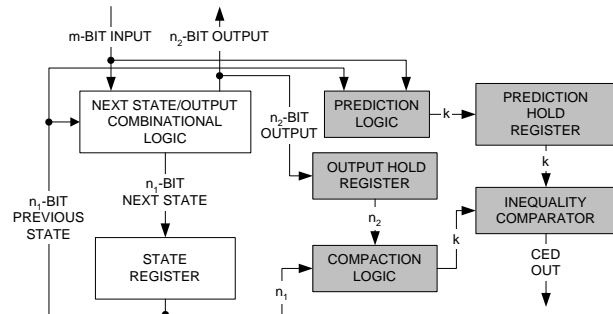 m-BIT INPUT
n2-BIT OUTPUT
NEXT STATE/OUTPUT
COMBINATIONAL
LOGIC
n2-BIT
OUTPUT
PREDICTION
LOGIC
k
PREDICTION
HOLD
REGISTER
k
OUTPUT HOLD
REGISTER
n1-BIT
PREVIOUS
STATE
n1-BIT
NEXT STATE
n2
k
INEQUALITY
COMPARATOR
STATE
REGISTER
COMPACTION
LOGIC
n1
CED
OUT